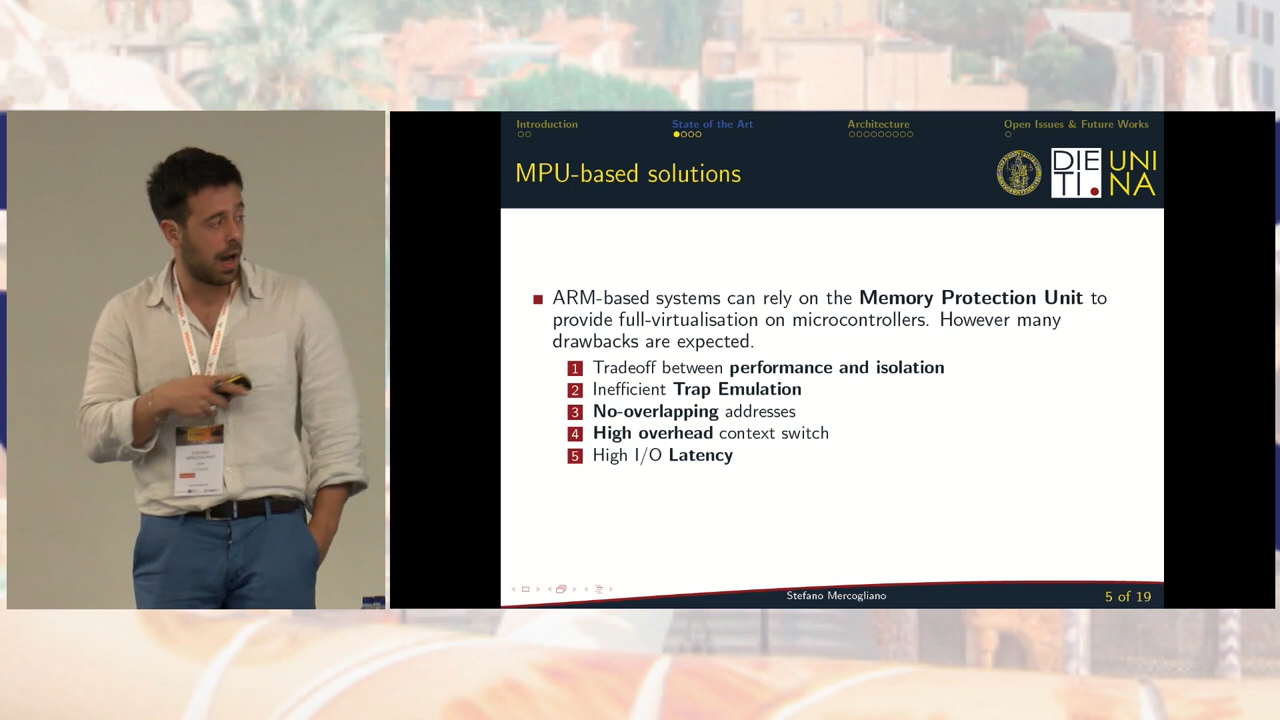 Introduction
State of the Art
Architecture
Open Issues & Future Works
MPU-based solutions
DIE
TI.
UNI
NA
ARM-based systems can rely on the Memory Protection Unit to
provide full-virtualisation on microcontrollers. However many
drawbacks are expected.
1 Tradeoff between performance and isolation
2 Inefficient Trap Emulation
3 No-overlapping addresses
4 High overhead context switch
5 High I/O Latency
Stefano Mercogliano
5 of 19